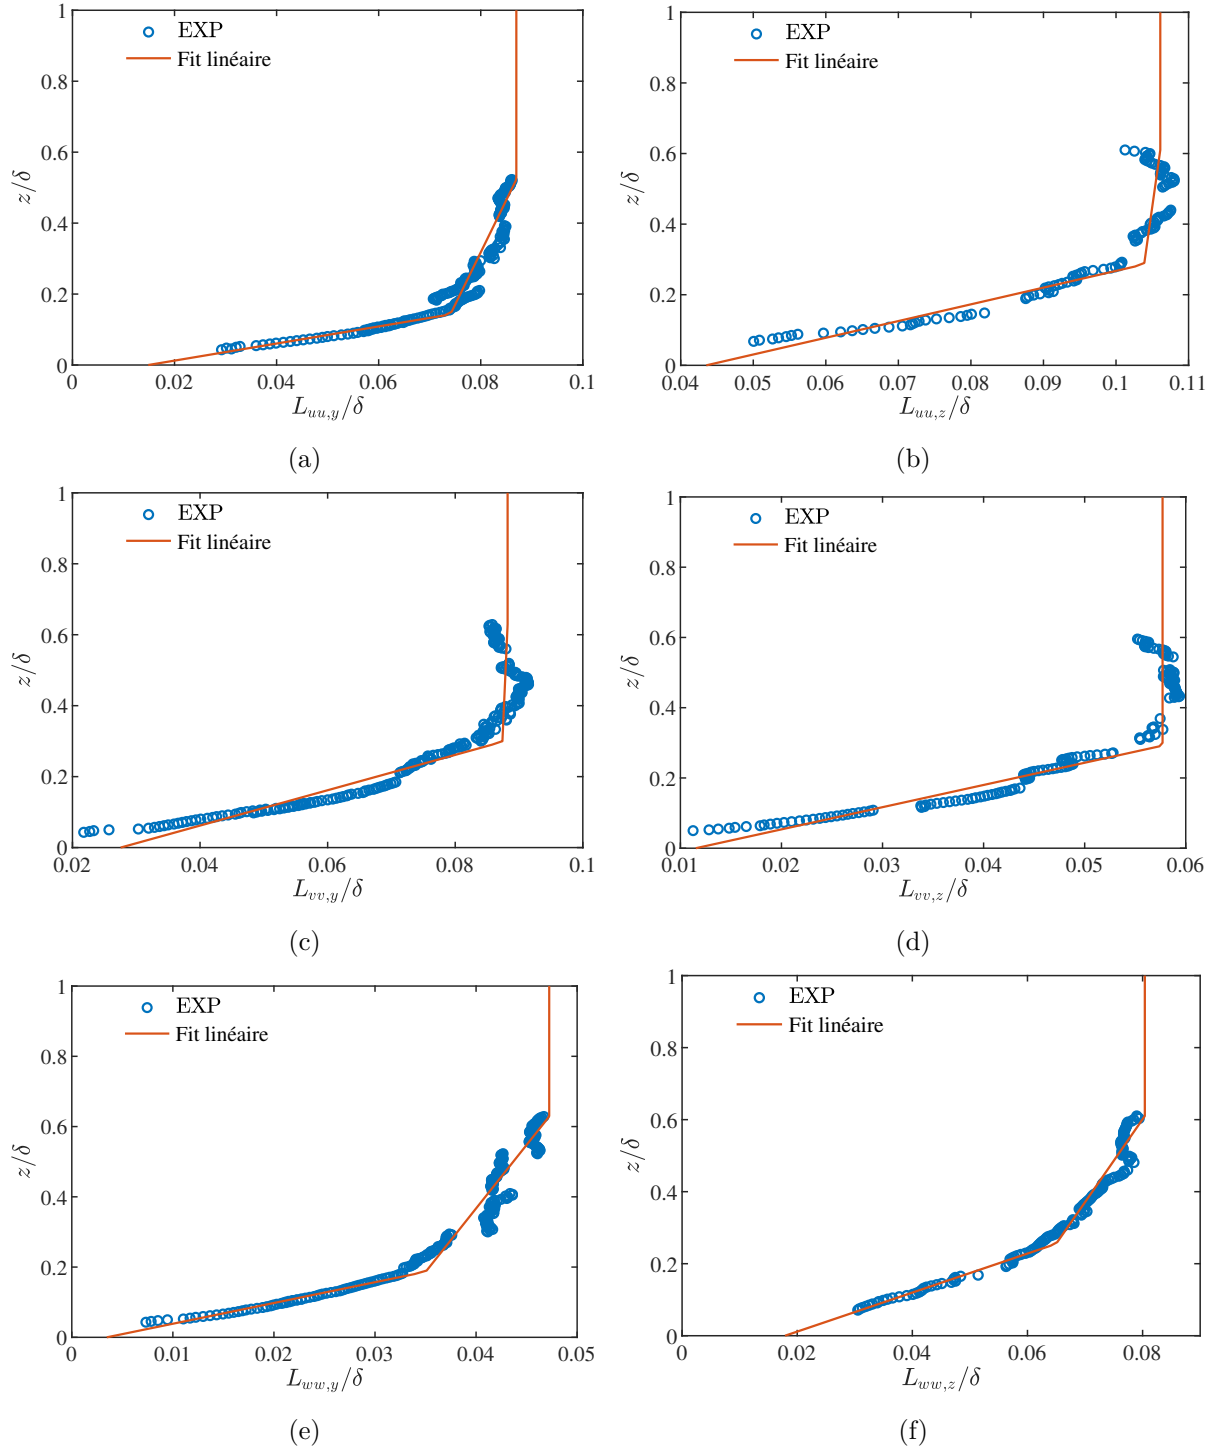 1
0.8
0.6
0.4
0.2
0
z/δ
EXP
Fit linéaire
0 0.02 0.04 0.06 0.08 0.1
L_{uu,y}/δ
(a)
1
0.8
0.6
0.4
0.2
0
z/δ
EXP
Fit linéaire
0.04 0.05 0.06 0.07 0.08 0.09 0.1 0.11
L_{uu,z}/δ
(b)
1
0.8
0.6
0.4
0.2
0
z/δ
EXP
Fit linéaire
0.02 0.04 0.06 0.08 0.1
L_{vv,y}/δ
(c)
1
0.8
0.6
0.4
0.2
0
z/δ
EXP
Fit linéaire
0.01 0.02 0.03 0.04 0.05 0.06
L_{vv,z}/δ
(d)
1
0.8
0.6
0.4
0.2
0
z/δ
EXP
Fit linéaire
0 0.01 0.02 0.03 0.04 0.05
L_{ww,y}/δ
(e)
1
0.8
0.6
0.4
0.2
0
z/δ
EXP
Fit linéaire
0 0.02 0.04 0.06 0.08
L_{ww,z}/δ
(f)